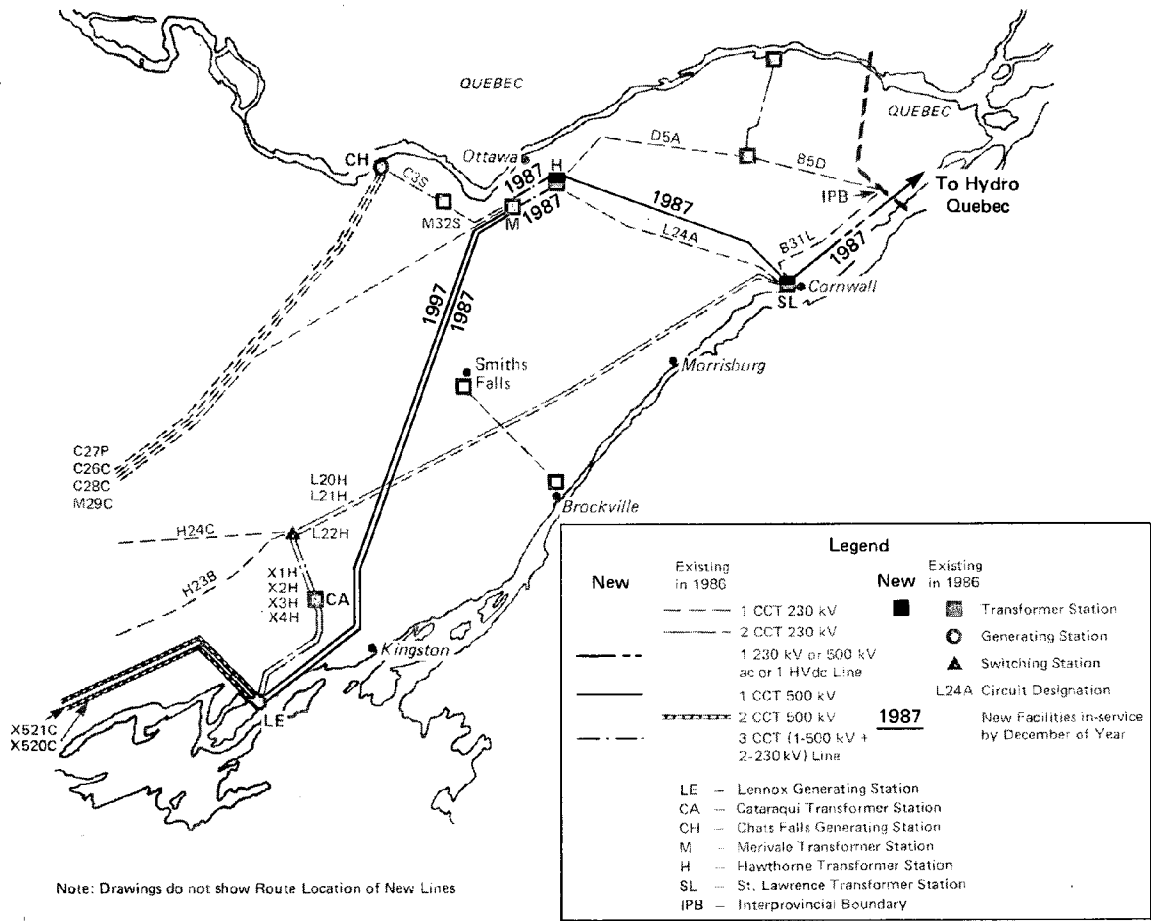 QUEBEC
QUEBEC
CH
C3S
M32S
Ottawa
H
1987
M
1987
D5A
B5D
IPB
To Hydro
Quebec
1987
L24A
B31L
1987
Cornwall
SL
Morrisburg
1997
1987
Smiths
Falls
C27P
C26C
C28C
M29C
L20H
L21H
Brockville
H24C
L22H
H23B
X1H
X2H
X3H
X4H
CA
Kingston
LE
X521C
X520C
Legend
New
Existing
in 1986
1 CCT 230 kV
2 CCT 230 kV
1 230 kV or 500 kV
ac or 1 HVdc Line
1 CCT 500 kV
2 CCT 500 kV
3 CCT (1-500 kV +
2-230 kV) Line
New
Existing
in 1986
Transformer Station
Generating Station
Switching Station
L24A Circuit Designation
1987 New Facilities in-service
by December of Year
LE – Lennox Generating Station
CA – Cataraqui Transformer Station
CH – Chats Falls Generating Station
M – Merivale Transformer Station
H – Hawthorne Transformer Station
SL – St. Lawrence Transformer Station
IPB – Interprovincial Boundary
Note: Drawings do not show Route Location of New Lines